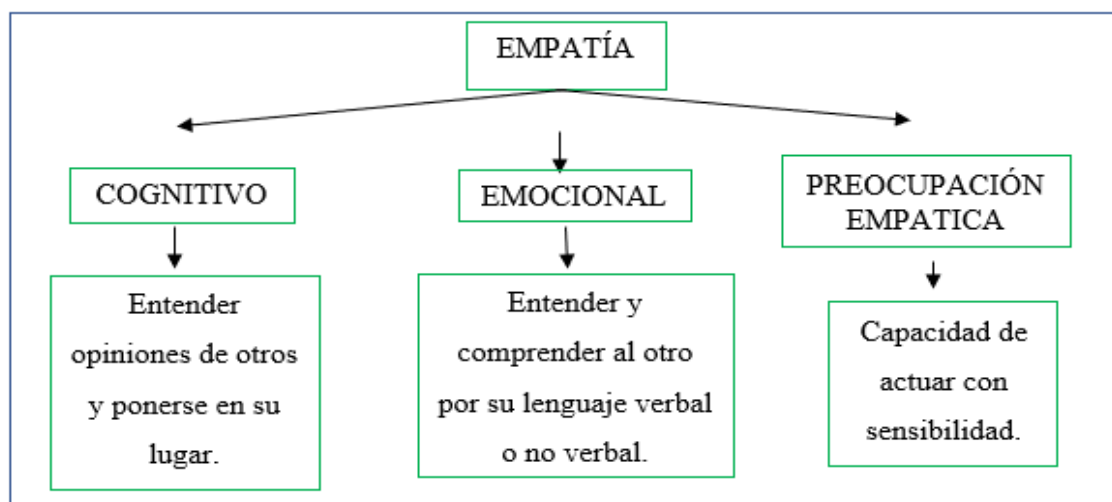 EMPATÍA
COGNITIVO
EMOCIONAL
PREOCUPACIÓN
EMPATICA
Entender
opiniones de otros
y ponerse en su
lugar.
Entender y
comprender al otro
por su lenguaje verbal
o no verbal.
Capacidad de
actuar con
sensibilidad.